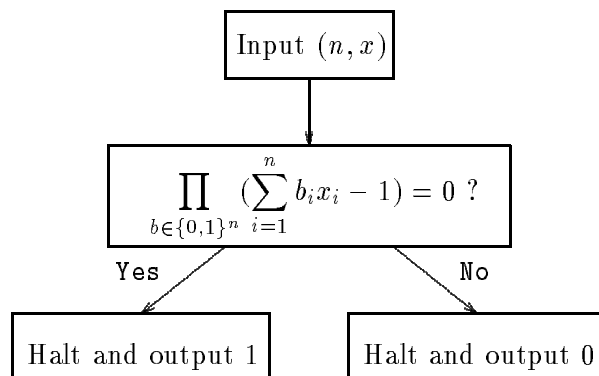 Input (n, x)
∏_{b∈{0,1}^n} (∑_{i=1}^{n} b_i x_i − 1) = 0 ?
Yes No
Halt and output 1 Halt and output 0